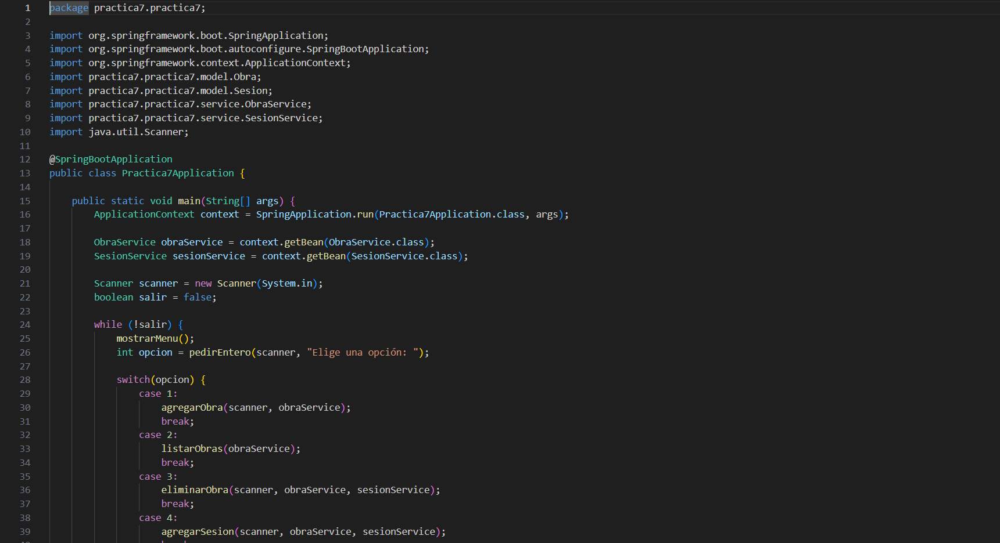 1 package practica7.practica7;
2
3 import org.springframework.boot.SpringApplication;
4 import org.springframework.boot.autoconfigure.SpringBootApplication;
5 import org.springframework.context.ApplicationContext;
6 import practica7.practica7.model.Obra;
7 import practica7.practica7.model.Sesion;
8 import practica7.practica7.service.ObraService;
9 import practica7.practica7.service.SesionService;
10 import java.util.Scanner;
11
12 @SpringBootApplication
13 public class Practica7Application {
14
15     public static void main(String[] args) {
16         ApplicationContext context = SpringApplication.run(Practica7Application.class, args);
17
18         ObraService obraService = context.getBean(ObraService.class);
19         SesionService sesionService = context.getBean(SesionService.class);
20
21         Scanner scanner = new Scanner(System.in);
22         boolean salir = false;
23
24         while (!salir) {
25             mostrarMenu();
26             int opcion = pedirEntero(scanner, "Elige una opción: ");
27
28             switch(opcion) {
29                 case 1:
30                     agregarObra(scanner, obraService);
31                     break;
32                 case 2:
33                     listarObras(obraService);
34                     break;
35                 case 3:
36                     eliminarObra(scanner, obraService, sesionService);
37                     break;
38                 case 4:
39                     agregarSesion(scanner, obraService, sesionService);